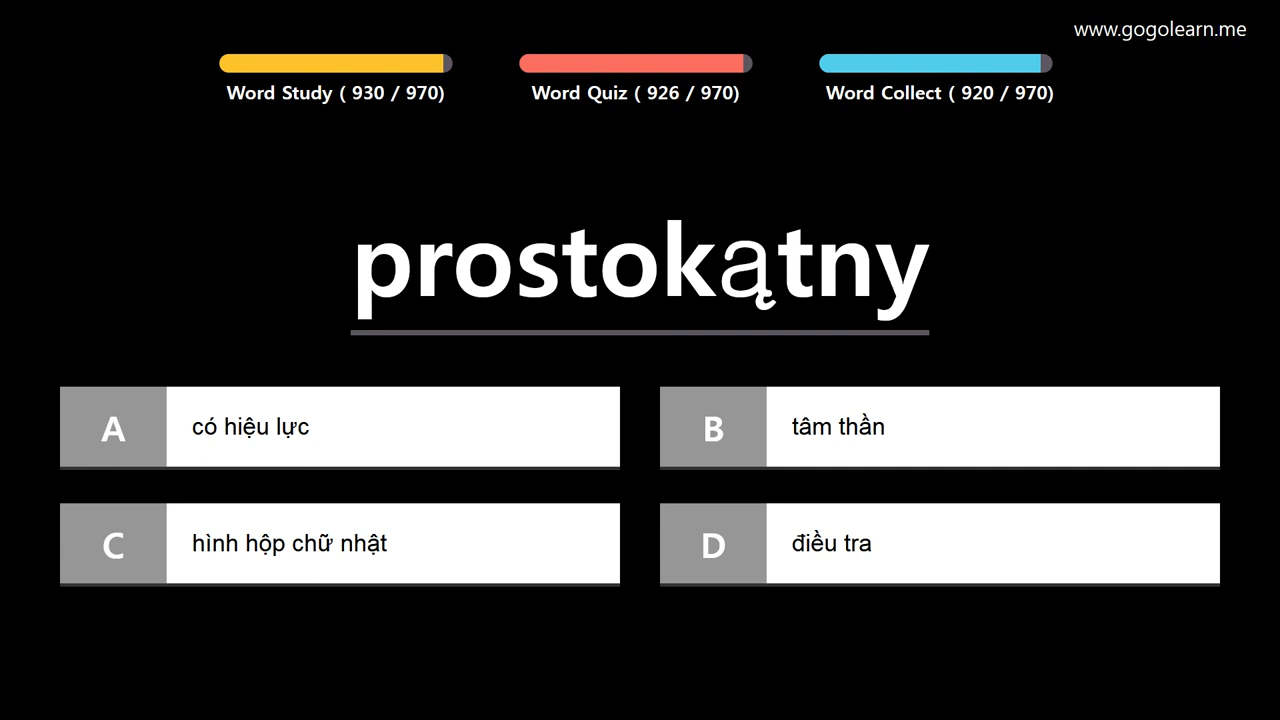 www.gogolearn.me
Word Study ( 930 / 970)
Word Quiz ( 926 / 970)
Word Collect ( 920 / 970)
prostokątny
A
có hiệu lực
B
tâm thần
C
hình hộp chữ nhật
D
điều tra